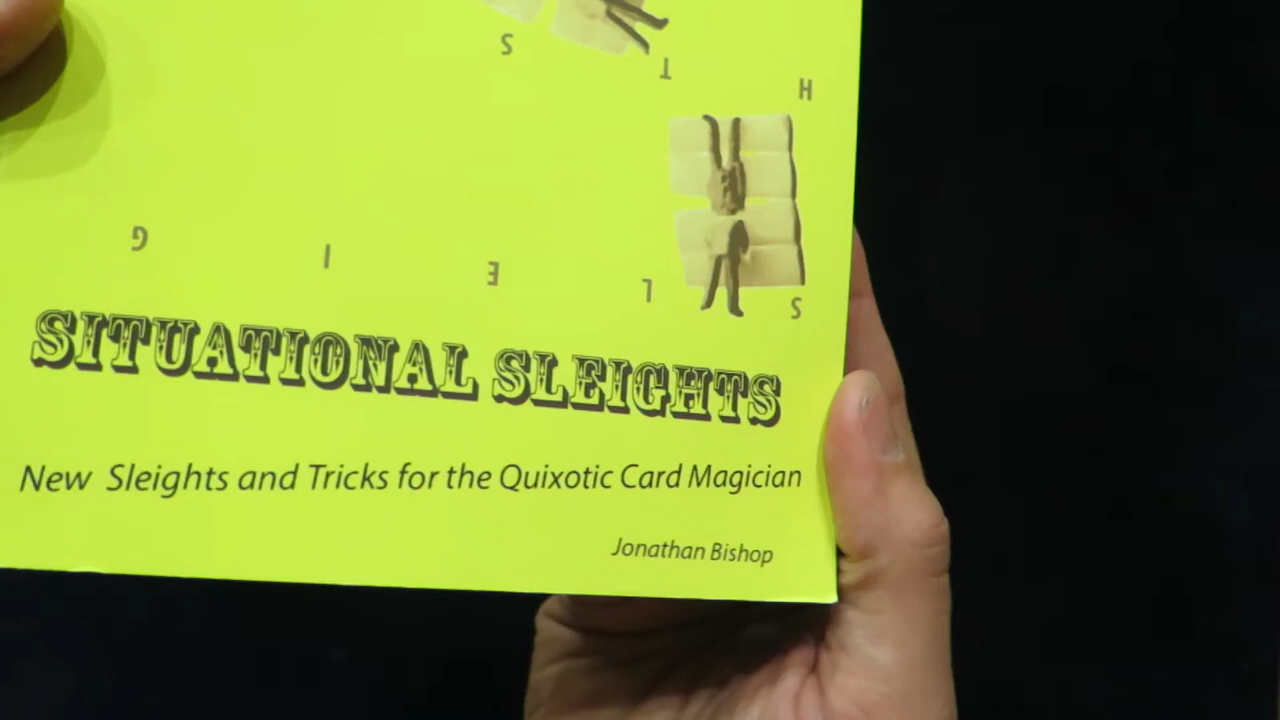 S
T
H
G
I
E
L
S
SITUATIONAL SLEIGHTS
New Sleights and Tricks for the Quixotic Card Magician
Jonathan Bishop